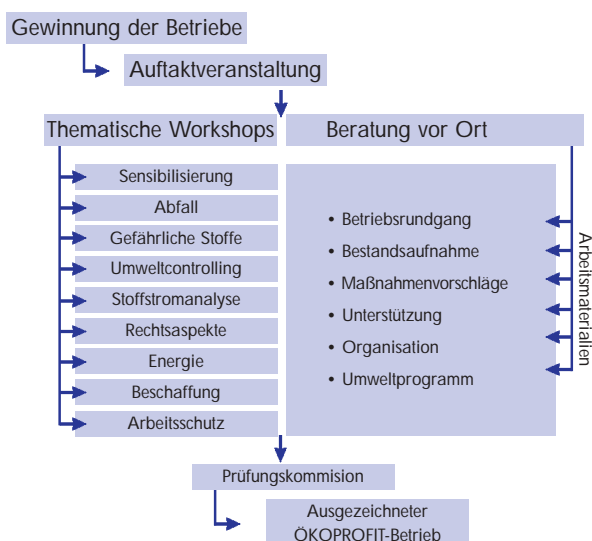 Gewinnung der Betriebe
Auftaktveranstaltung
Thematische Workshops
Beratung vor Ort
Sensibilisierung
Abfall
Gefährliche Stoffe
Umweltcontrolling
Stoffstromanalyse
Rechtsaspekte
Energie
Beschaffung
Arbeitsschutz
• Betriebsrundgang
• Bestandsaufnahme
• Maßnahmenvorschläge
• Unterstützung
• Organisation
• Umweltprogramm
Arbeitsmaterialien
Prüfungskommision
Ausgezeichneter
ÖKOPROFIT-Betrieb